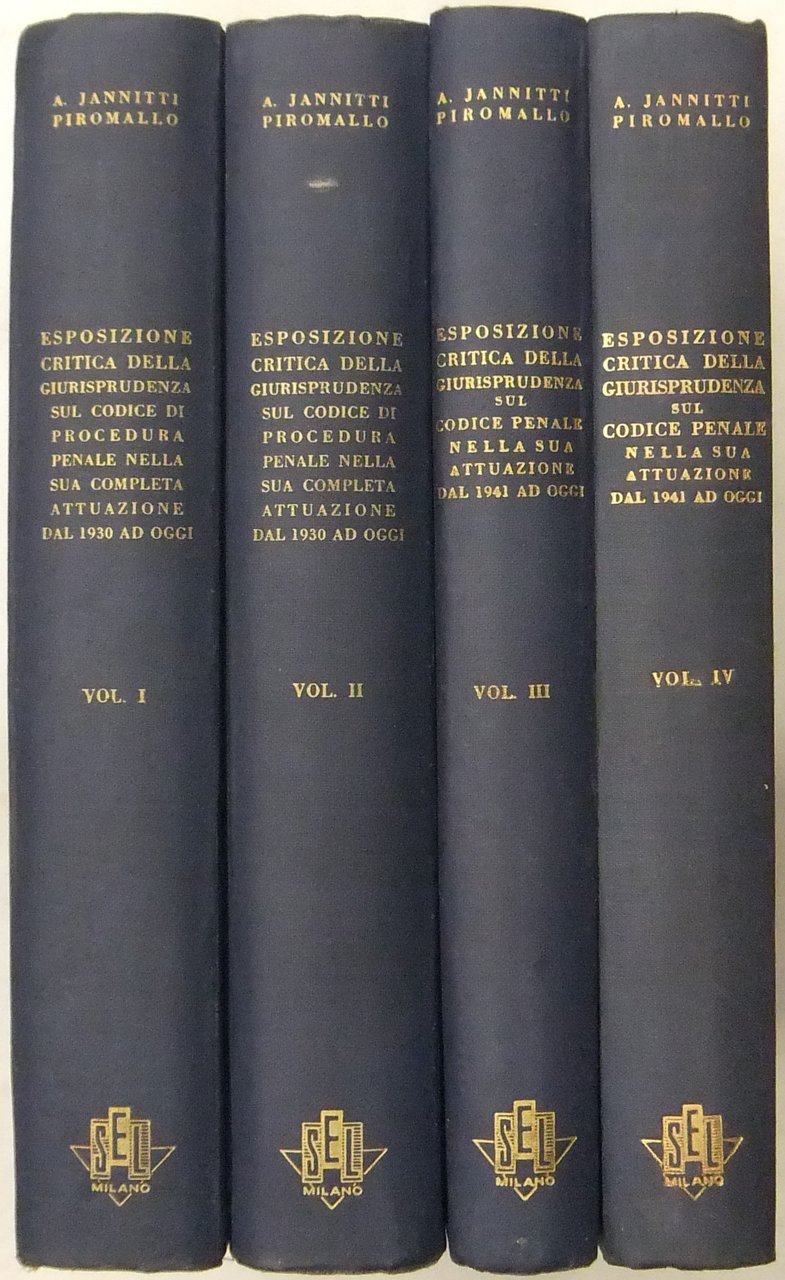 A. JANNITTI
PIROMALLO
ESPOSIZIONE
CRITICA DELLA
GIURISPRUDENZA
SUL CODICE DI
PROCEDURA
PENALE NELLA
SUA COMPLETA
ATTUAZIONE
DAL 1930 AD OGGI
VOL. I
SEL
MILANO
A. JANNITTI
PIROMALLO
ESPOSIZIONE
CRITICA DELLA
GIURISPRUDENZA
SUL CODICE DI
PROCEDURA
PENALE NELLA
SUA COMPLETA
ATTUAZIONE
DAL 1930 AD OGGI
VOL. II
SEL
MILANO
A. JANNITTI
PIROMALLO
ESPOSIZIONE
CRITICA DELLA
GIURISPRUDENZA
SUL
CODICE PENALE
NELLA SUA
ATTUAZIONE
DAL 1941 AD OGGI
VOL. III
SEL
MILANO
A. JANNITTI
PIROMALLO
ESPOSIZIONE
CRITICA DELLA
GIURISPRUDENZA
SUL
CODICE PENALE
NELLA SUA
ATTUAZIONE
DAL 1941 AD OGGI
VOL. IV
SEL
MILANO